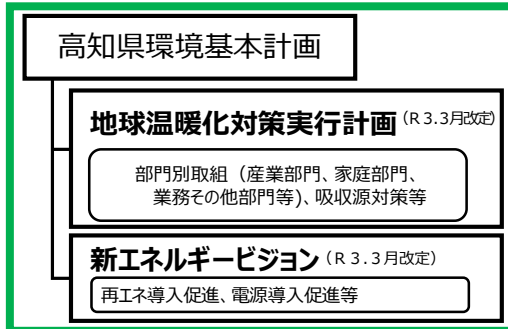 高知県環境基本計画
地球温暖化対策実行計画（R3.3月改定）
部門別取組（産業部門、家庭部門、
業務その他部門等）、吸収源対策等
新エネルギービジョン（R3.3月改定）
再エネ導入促進、電源導入促進等